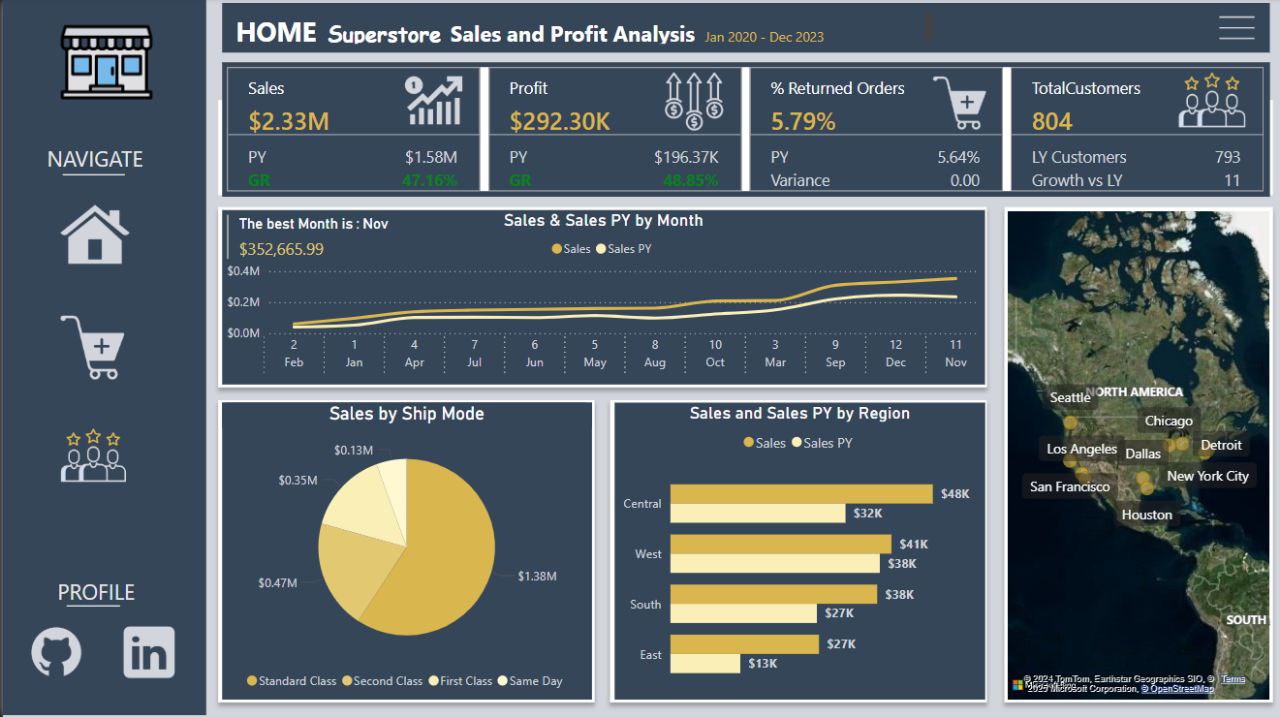 HOME Superstore Sales and Profit Analysis Jan 2020 - Dec 2023
NAVIGATE
PROFILE
Sales
$2.33M
PY $1.58M
GR 47.16%
Profit
$292.30K
PY $196.37K
GR 48.85%
% Returned Orders
5.79%
PY 5.64%
Variance 0.00
TotalCustomers
804
LY Customers 793
Growth vs LY 11
The best Month is : Nov
$352,665.99
Sales & Sales PY by Month
Sales Sales PY
$0.4M
$0.2M
$0.0M
2 1 4 7 6 5 8 10 3 9 12 11
Feb Jan Apr Jul Jun May Aug Oct Mar Sep Dec Nov
Sales by Ship Mode
$0.13M
$0.35M
$0.47M
$1.38M
Standard Class Second Class First Class Same Day
Sales and Sales PY by Region
Sales Sales PY
Central $48K
$32K
West $41K
$38K
South $38K
$27K
East $27K
$13K
NORTH AMERICA
Seattle
Chicago
Los Angeles
Dallas
Detroit
New York City
San Francisco
Houston
SOUTH
© 2024 TomTom, Earthstar Geographics SIO, © Terms
2025 Microsoft Corporation, © OpenStreetMap